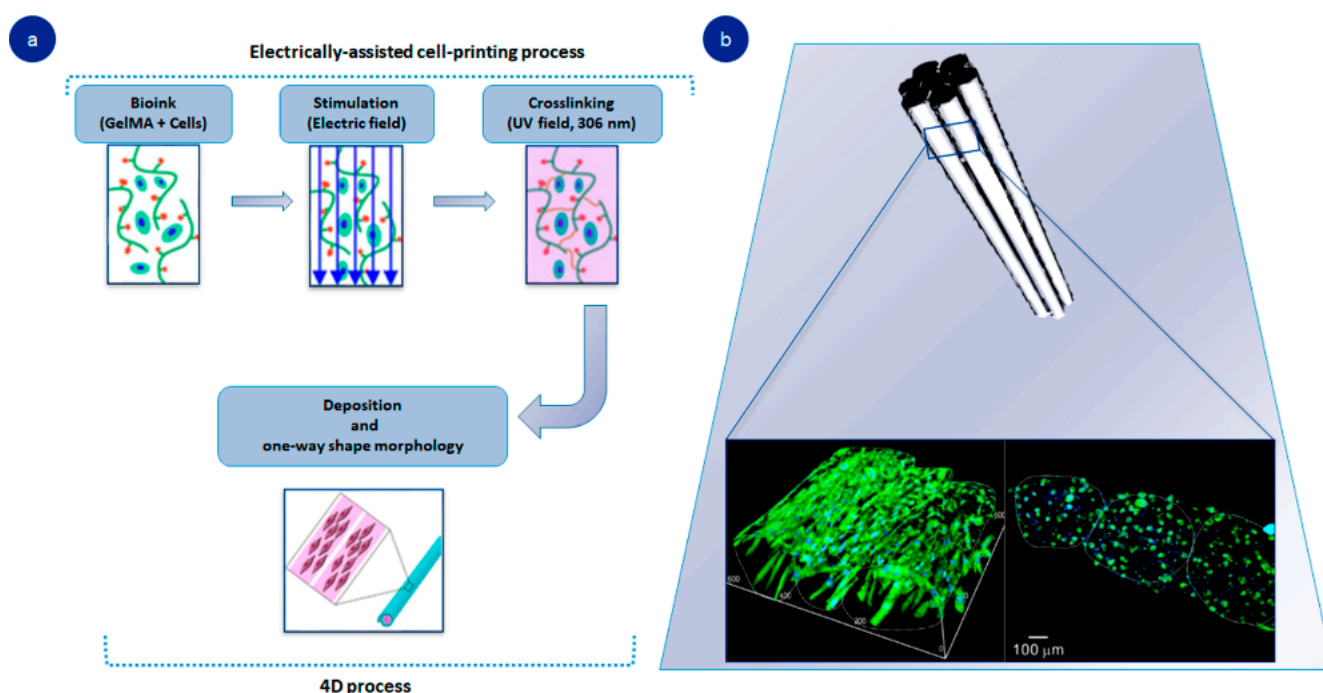 a
Electrically-assisted cell-printing process
Bioink
(GelMA + Cells)
Stimulation
(Electric field)
Crosslinking
(UV field, 306 nm)
Deposition
and
one-way shape morphology
4D process
b
600
400
200
0
600
100 μm